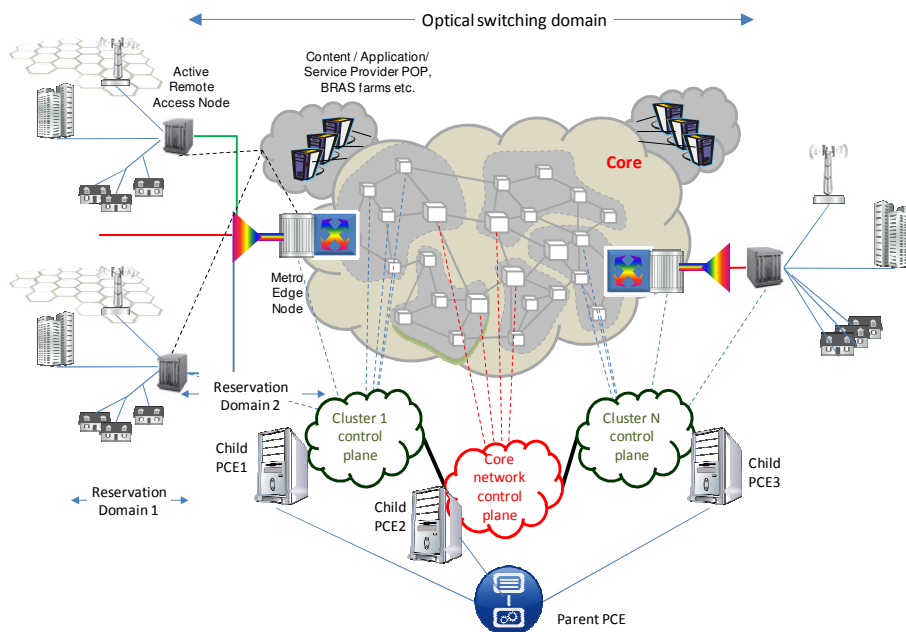 Optical switching domain
Content / Application/
Service Provider POP,
BRAS farms etc.
Active
Remote
Access Node
Core
Metro
Edge
Node
Reservation
Domain 2
Cluster 1
control
plane
Cluster N
control
plane
Child
PCE1
Core
network
control
plane
Child
PCE3
Reservation
Domain 1
Child
PCE2
Parent PCE